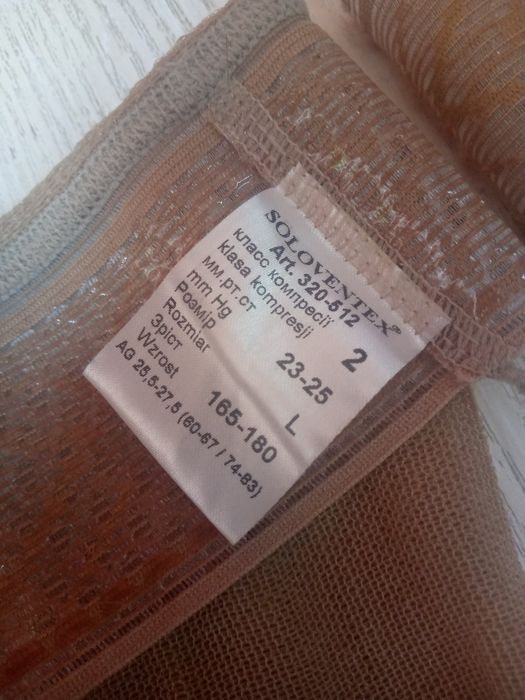 SOLOVENTEX®
Art. 320-512
класс компресії
klasa kompresji 2
мм.рт.ст
mm Hg 23-25
Розмір
Rozmiar L
Зріст
Wzrost 165-180
AG 25,5-27,5 (60-67 / 74-83)